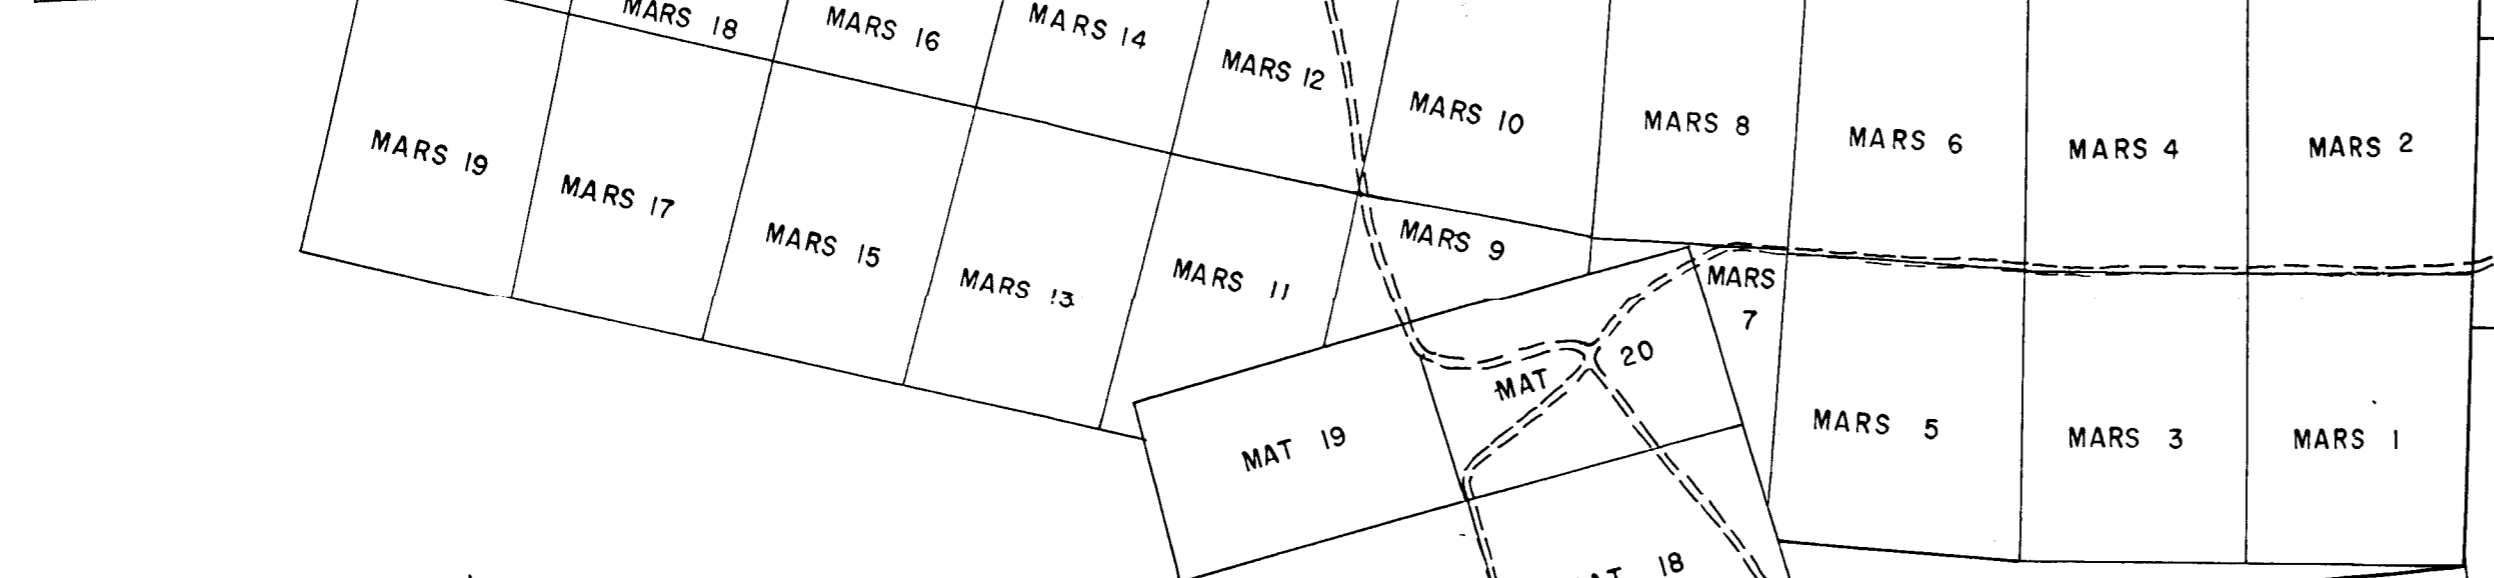 MARS 18
MARS 16
MARS 14
MARS 12
MARS 10
MARS 8
MARS 6
MARS 4
MARS 2
MARS 19
MARS 17
MARS 15
MARS 13
MARS 11
MARS 9
MARS
7
MARS 5
MARS 3
MARS 1
MAT 20
MAT 19
18